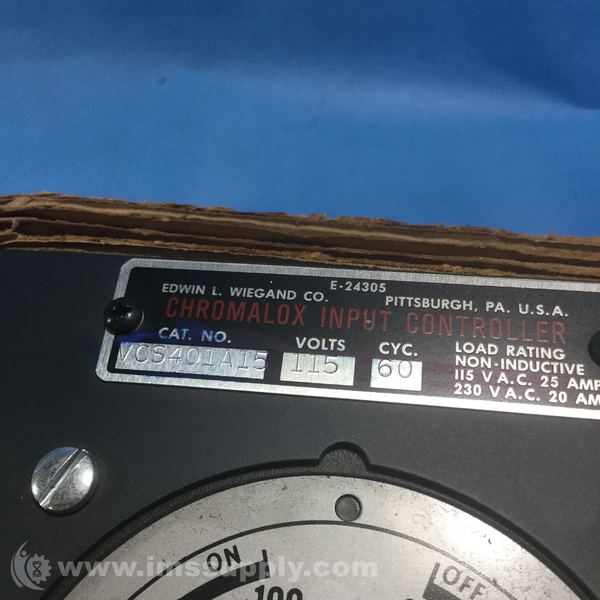 E-24305
EDWIN L. WIEGAND CO. PITTSBURGH, PA. U.S.A.
CHROMALOX INPUT CONTROLLER
CAT. NO. VOLTS CYC. LOAD RATING
VCS401A15 115 60 NON-INDUCTIVE
115 V A.C. 25 AMP
230 V A.C. 20 AM
ON OFF
100
www.imssupply.com